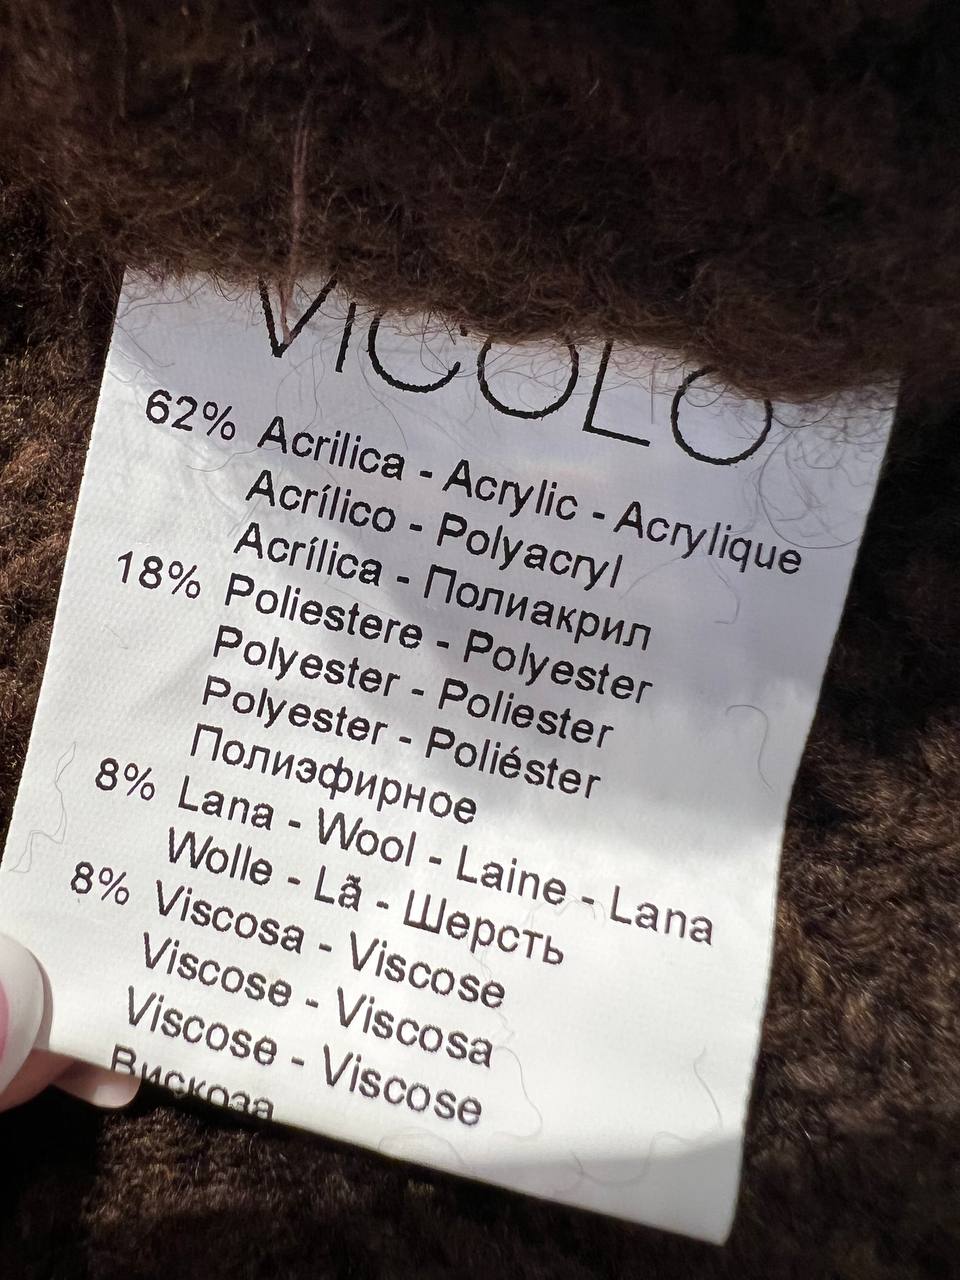 VICOLO
62% Acrilica - Acrylic - Acrylique
Acrílico - Polyacryl
Acrílica - Полиакрил
18% Poliestere - Polyester
Polyester - Poliester
Polyester - Poliéster
Полиэфирное
8% Lana - Wool - Laine - Lana
Wolle - Lã - Шерсть
8% Viscosa - Viscose
Viscose - Viscosa
Viscose - Viscose
Вискоза